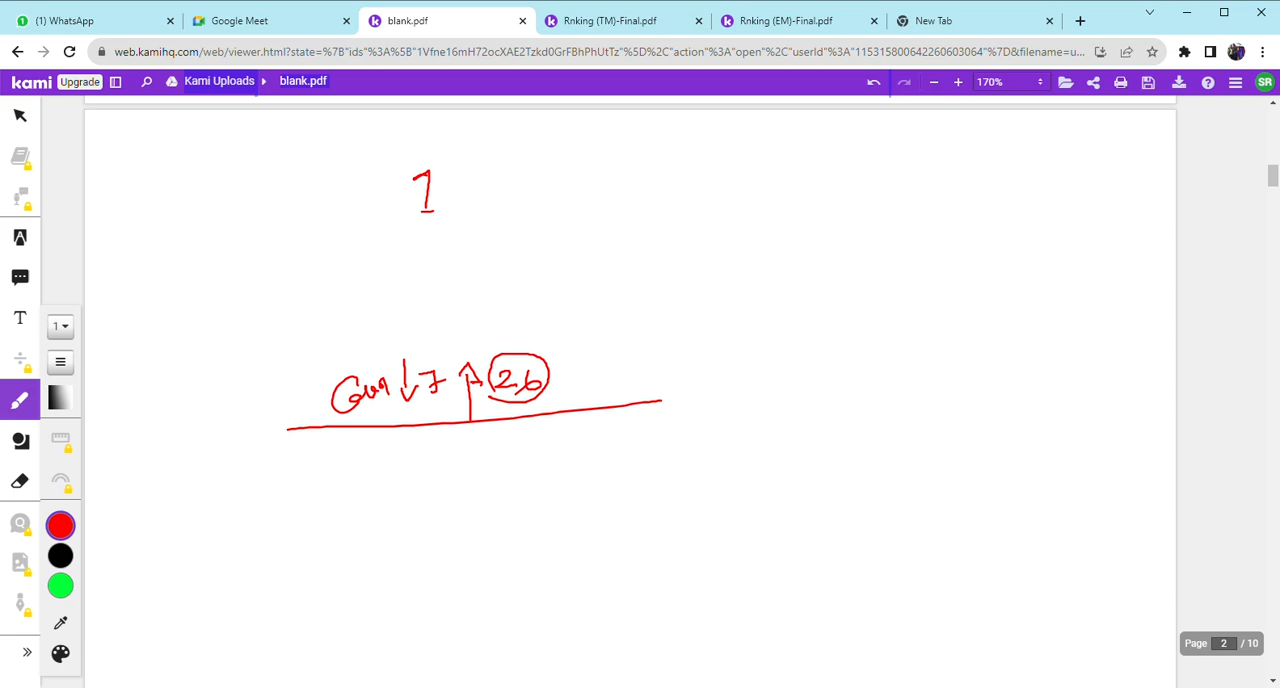 (1) WhatsApp
Google Meet
blank.pdf
Rnking (TM)-Final.pdf
Rnking (EM)-Final.pdf
New Tab
web.kamihq.com/web/viewer.html?state=%7B"ids"%3A%5B"1Vfne16mH72ocXAE2Tzkd0GrFBhPhUtTz"%5D%2C"action"%3A"open"%2C"userId"%3A"115315800642260603064"%7D&filename=u...
kami Upgrade Kami Uploads blank.pdf 170% SR
1
↓ 7 ↑ 26
T
1
Page 2 / 10